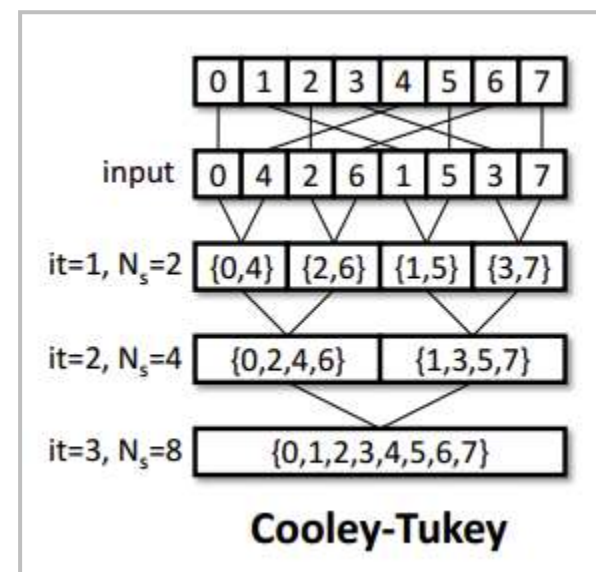 0 1 2 3 4 5 6 7
input 0 4 2 6 1 5 3 7
it=1, Nₛ=2 {0,4} {2,6} {1,5} {3,7}
it=2, Nₛ=4 {0,2,4,6} {1,3,5,7}
it=3, Nₛ=8 {0,1,2,3,4,5,6,7}
Cooley-Tukey